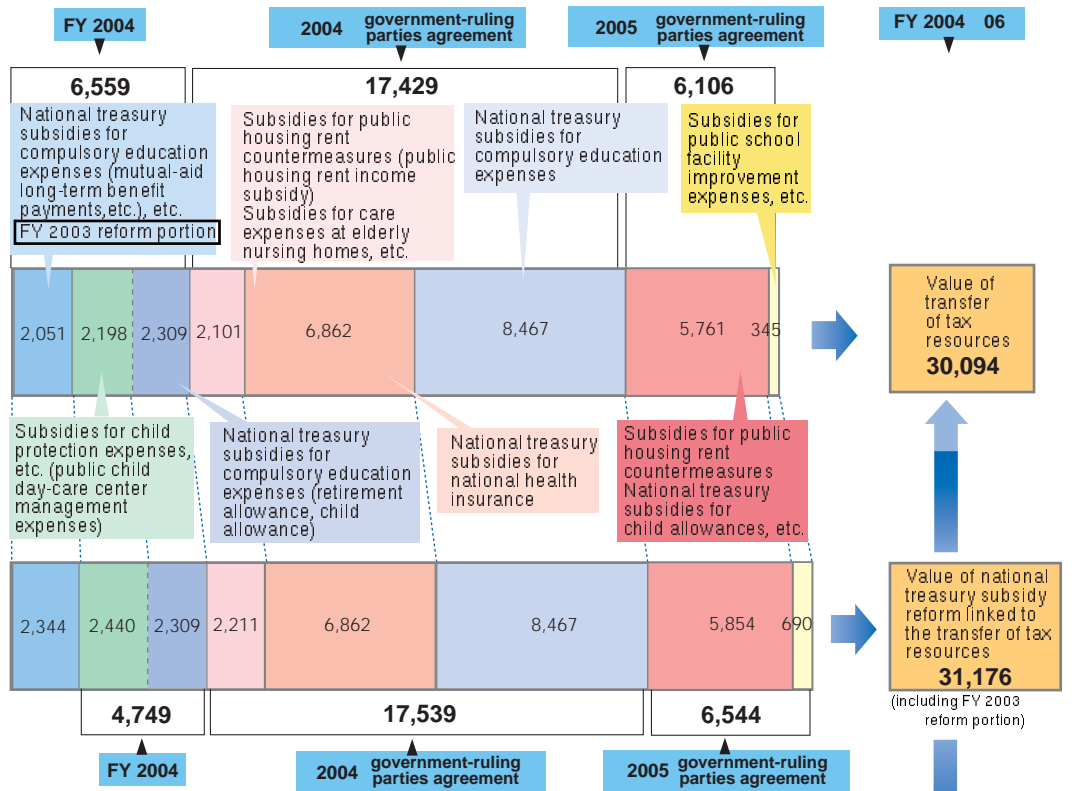 FY 2004
2004 government-ruling
parties agreement
2005 government-ruling
parties agreement
FY 2004 06
6,559
17,429
6,106
National treasury
subsidies for
compulsory education
expenses (mutual-aid
long-term benefit
payments,etc.), etc.
FY 2003 reform portion
Subsidies for public
housing rent
countermeasures (public
housing rent income
subsidy)
Subsidies for care
expenses at elderly
nursing homes, etc.
National treasury
subsidies for
compulsory education
expenses
Subsidies for
public school
facility
improvement
expenses, etc.
2,051
2,198
2,309
2,101
6,862
8,467
5,761
345
Value of
transfer
of tax
resources
30,094
Subsidies for child
protection expenses,
etc. (public child
day-care center
management
expenses)
National treasury
subsidies for
compulsory education
expenses (retirement
allowance, child
allowance)
National treasury
subsidies for
national health
insurance
Subsidies for public
housing rent
countermeasures
National treasury
subsidies for
child allowances, etc.
2,344
2,440
2,309
2,211
6,862
8,467
5,854
690
Value of national
treasury subsidy
reform linked to
the transfer of tax
resources
31,176
(including FY 2003
reform portion)
4,749
17,539
6,544
FY 2004
2004 government-ruling
parties agreement
2005 government-ruling
parties agreement